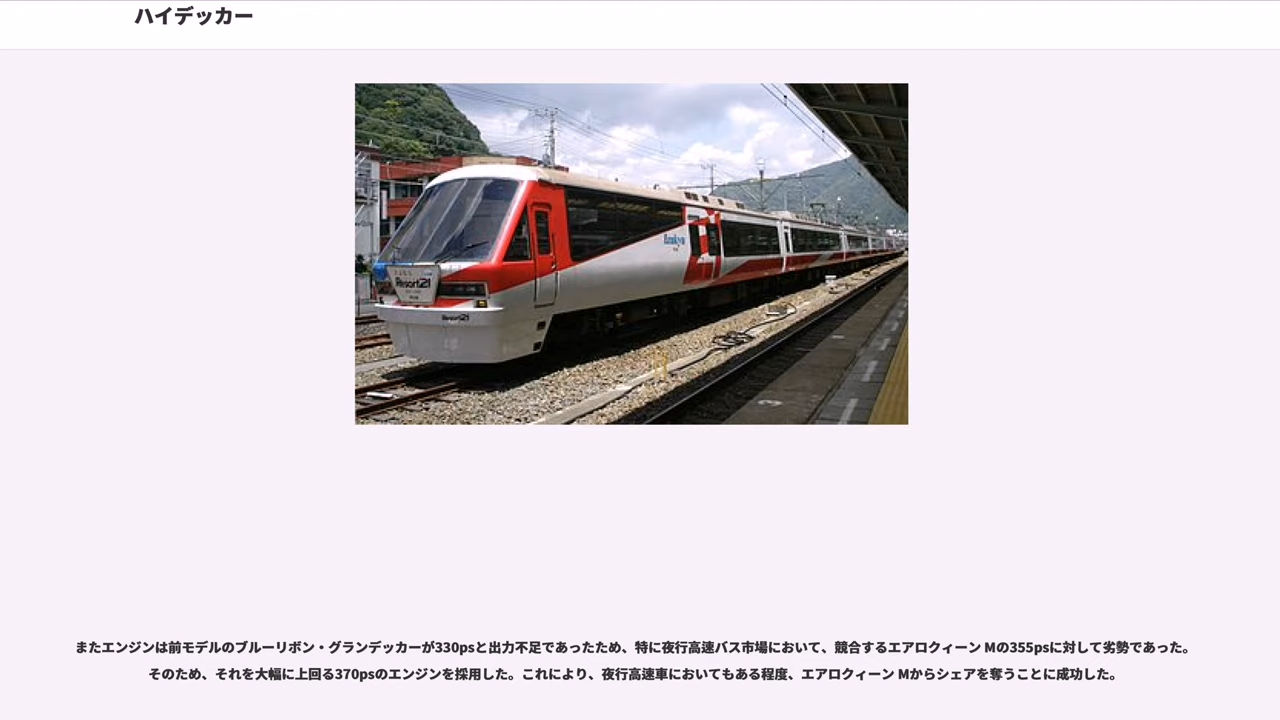 ハイデッカー
Izukyu
Resort21
Resort21
またエンジンは前モデルのブルーリボン・グランデッカーが330psと出力不足であったため、特に夜行高速バス市場において、競合するエアロクィーン Mの355psに対して劣勢であった。
そのため、それを大幅に上回る370psのエンジンを採用した。これにより、夜行高速車においてもある程度、エアロクィーン Mからシェアを奪うことに成功した。